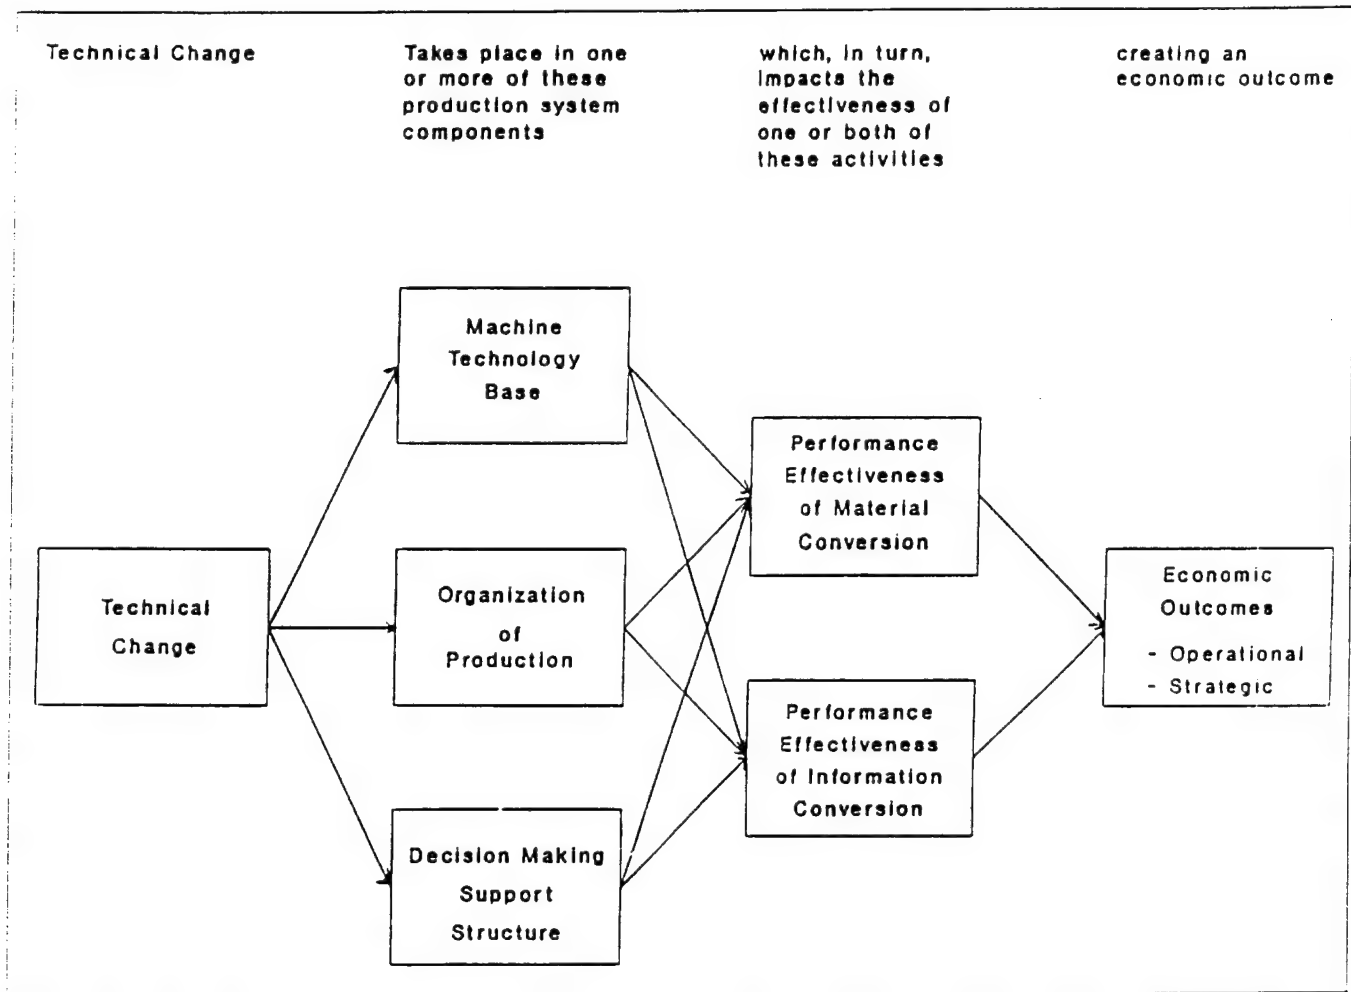 Technical Change
Takes place in one
or more of these
production system
components
which, in turn,
impacts the
effectiveness of
one or both of
these activities
creating an
economic outcome
Machine
Technology
Base
Performance
Effectiveness
of Material
Conversion
Technical
Change
Organization
of
Production
Economic
Outcomes
- Operational
- Strategic
Performance
Effectiveness
of Information
Conversion
Decision Making
Support
Structure